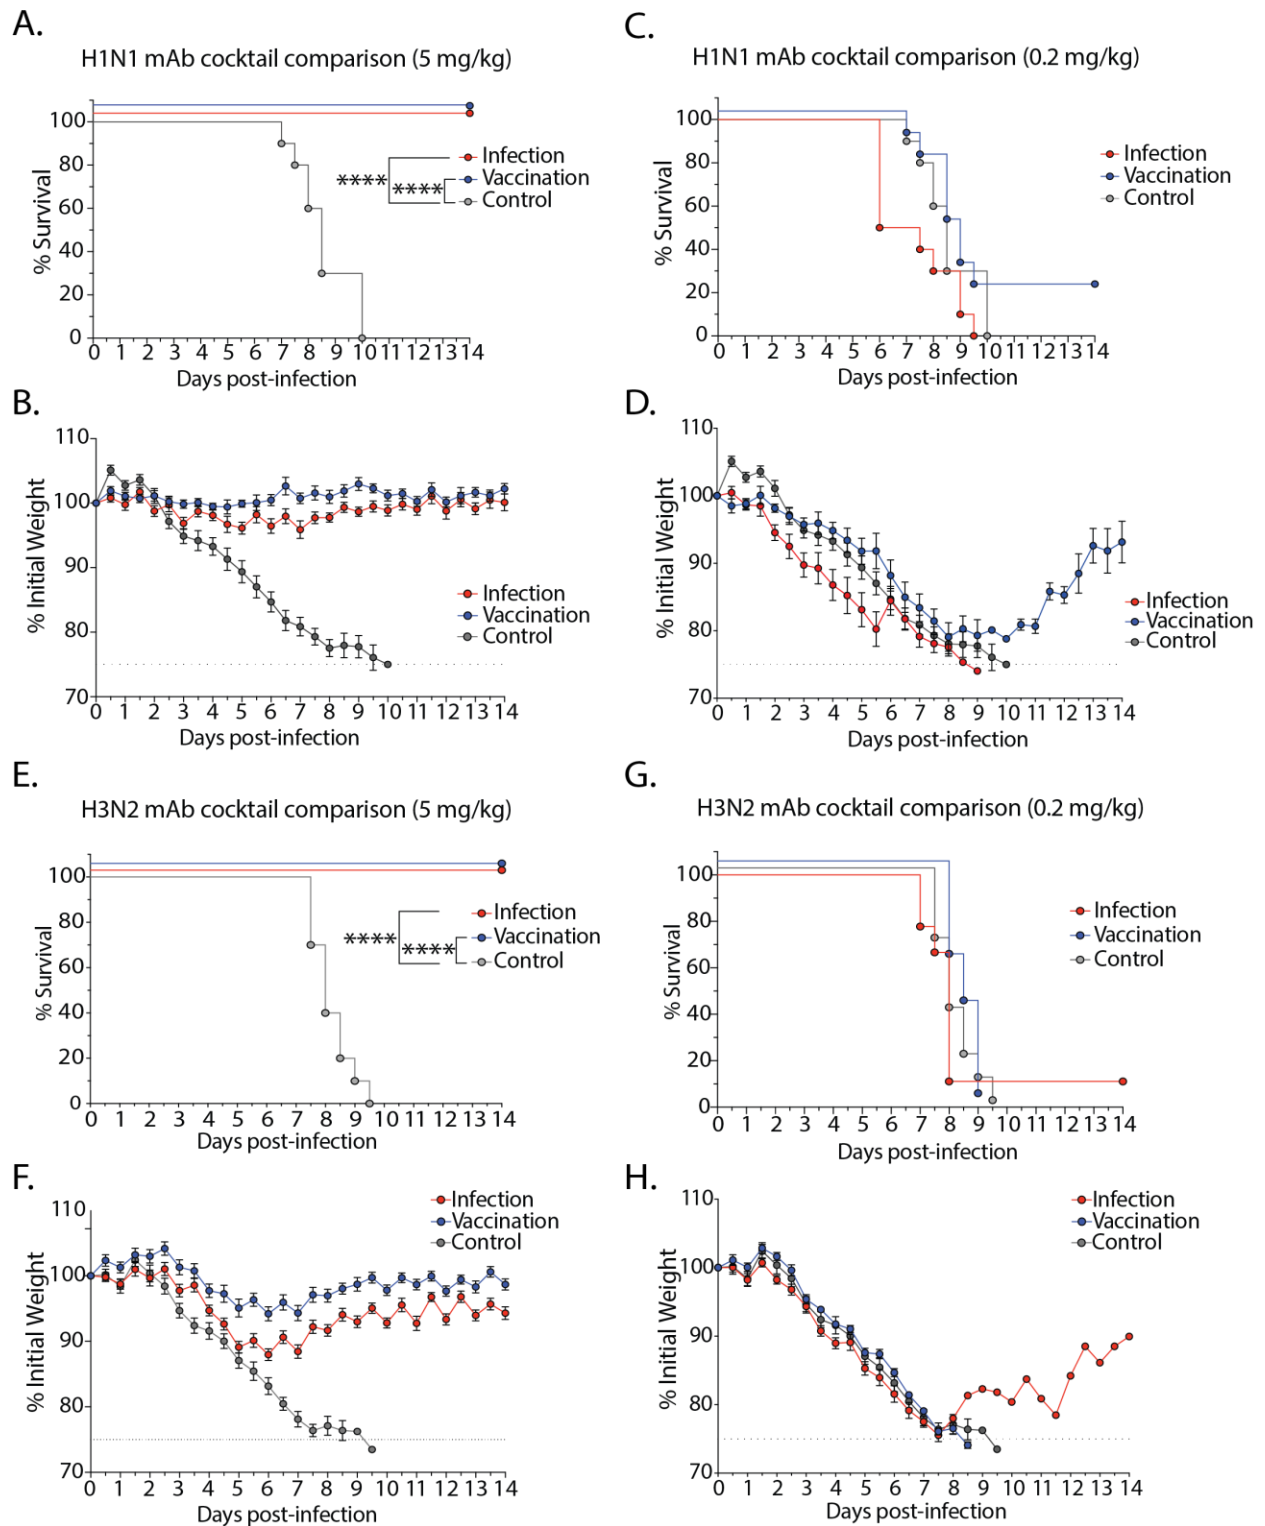 A.
H1N1 mAb cocktail comparison (5 mg/kg)
% Survival
100
80
60
40
20
0
0 1 2 3 4 5 6 7 8 9 10 11 12 13 14
Days post-infection
Infection
Vaccination
Control
**** ****
C.
H1N1 mAb cocktail comparison (0.2 mg/kg)
% Survival
100
80
60
40
20
0
0 1 2 3 4 5 6 7 8 9 10 11 12 13 14
Days post-infection
Infection
Vaccination
Control
B.
% Initial Weight
110
100
90
80
70
0 1 2 3 4 5 6 7 8 9 10 11 12 13 14
Days post-infection
Infection
Vaccination
Control
D.
% Initial Weight
110
100
90
80
70
0 1 2 3 4 5 6 7 8 9 10 11 12 13 14
Days post-infection
Infection
Vaccination
Control
E.
H3N2 mAb cocktail comparison (5 mg/kg)
% Survival
100
80
60
40
20
0
0 1 2 3 4 5 6 7 8 9 10 11 12 13 14
Days post-infection
Infection
Vaccination
Control
**** ****
G.
H3N2 mAb cocktail comparison (0.2 mg/kg)
% Survival
100
80
60
40
20
0
0 1 2 3 4 5 6 7 8 9 10 11 12 13 14
Days post-infection
Infection
Vaccination
Control
F.
% Initial Weight
110
100
90
80
70
0 1 2 3 4 5 6 7 8 9 10 11 12 13 14
Days post-infection
Infection
Vaccination
Control
H.
% Initial Weight
110
100
90
80
70
0 1 2 3 4 5 6 7 8 9 10 11 12 13 14
Days post-infection
Infection
Vaccination
Control